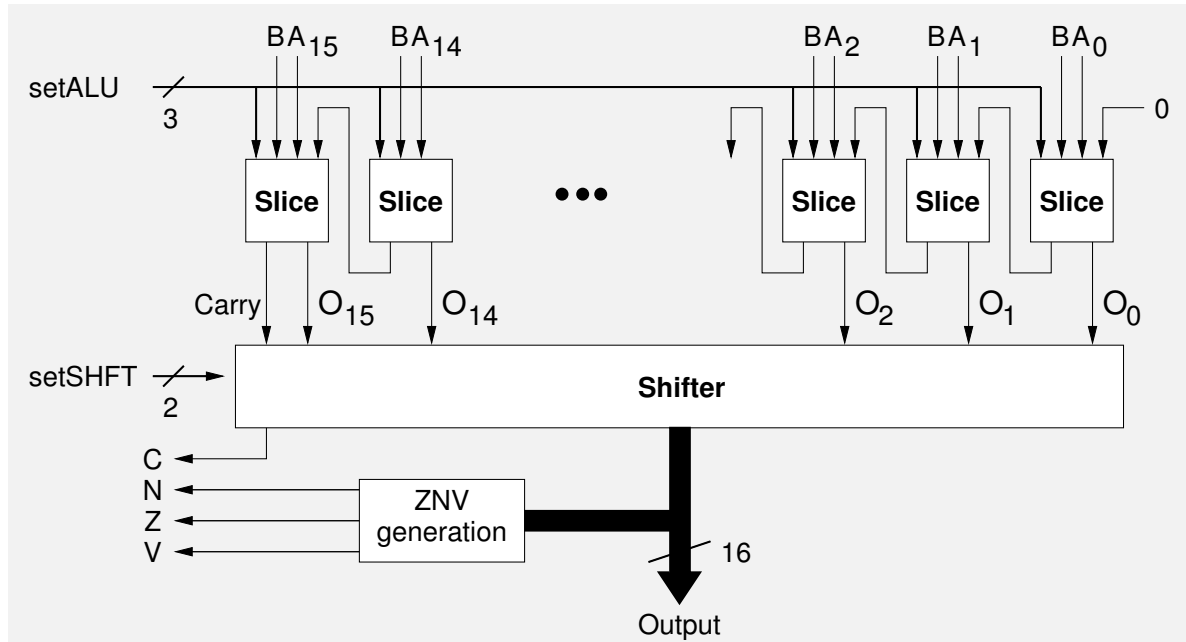 BA15 BA14 BA2 BA1 BA0
setALU 3 0
Slice Slice ••• Slice Slice Slice
Carry O15 O14 O2 O1 O0
setSHFT 2 Shifter
C
N
Z
V
ZNV
generation
16
Output